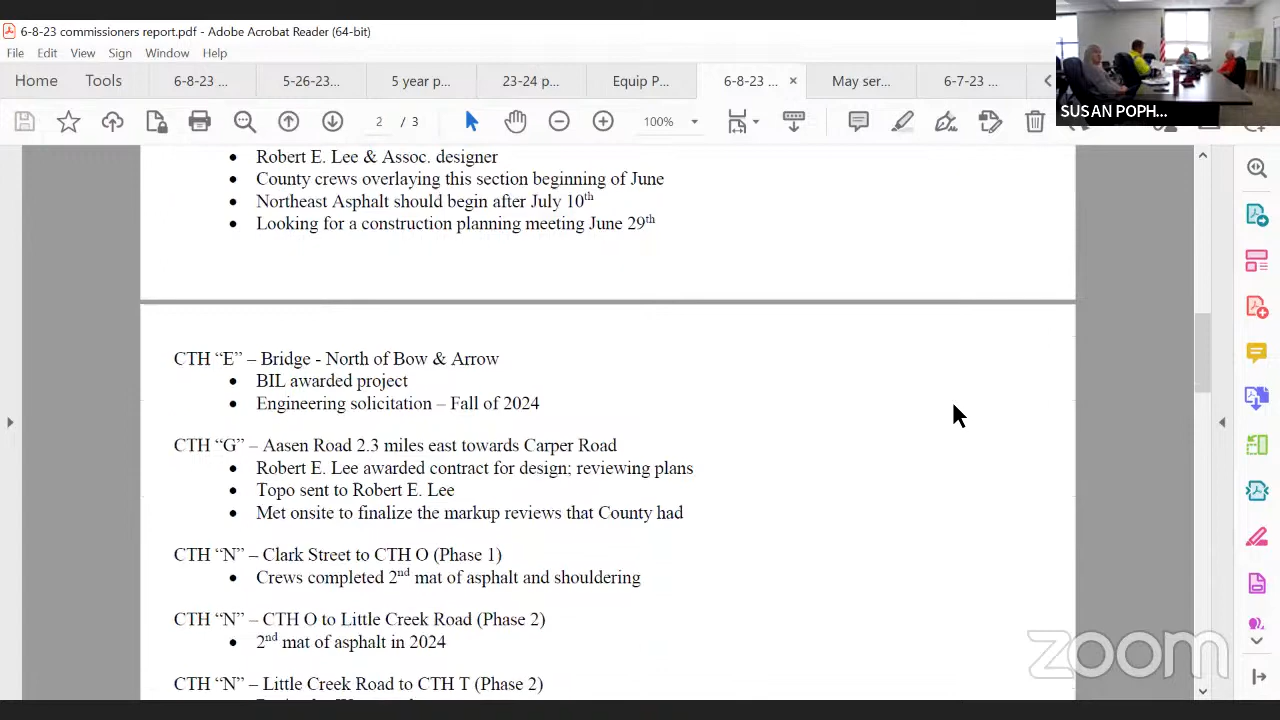 6-8-23 commissioners report.pdf - Adobe Acrobat Reader (64-bit)
File Edit View Sign Window Help
Home Tools 6-8-23 ... 5-26-23... 5 year p... 23-24 p... Equip P... 6-8-23 ... × May ser... 6-7-23 ...
SUSAN POPH...
2 / 3 100%
• Robert E. Lee & Assoc. designer
• County crews overlaying this section beginning of June
• Northeast Asphalt should begin after July 10th
• Looking for a construction planning meeting June 29th
CTH “E” – Bridge - North of Bow & Arrow
• BIL awarded project
• Engineering solicitation – Fall of 2024
CTH “G” – Aasen Road 2.3 miles east towards Carper Road
• Robert E. Lee awarded contract for design; reviewing plans
• Topo sent to Robert E. Lee
• Met onsite to finalize the markup reviews that County had
CTH “N” – Clark Street to CTH O (Phase 1)
• Crews completed 2nd mat of asphalt and shouldering
CTH “N” – CTH O to Little Creek Road (Phase 2)
• 2nd mat of asphalt in 2024
CTH “N” – Little Creek Road to CTH T (Phase 2)
zoom